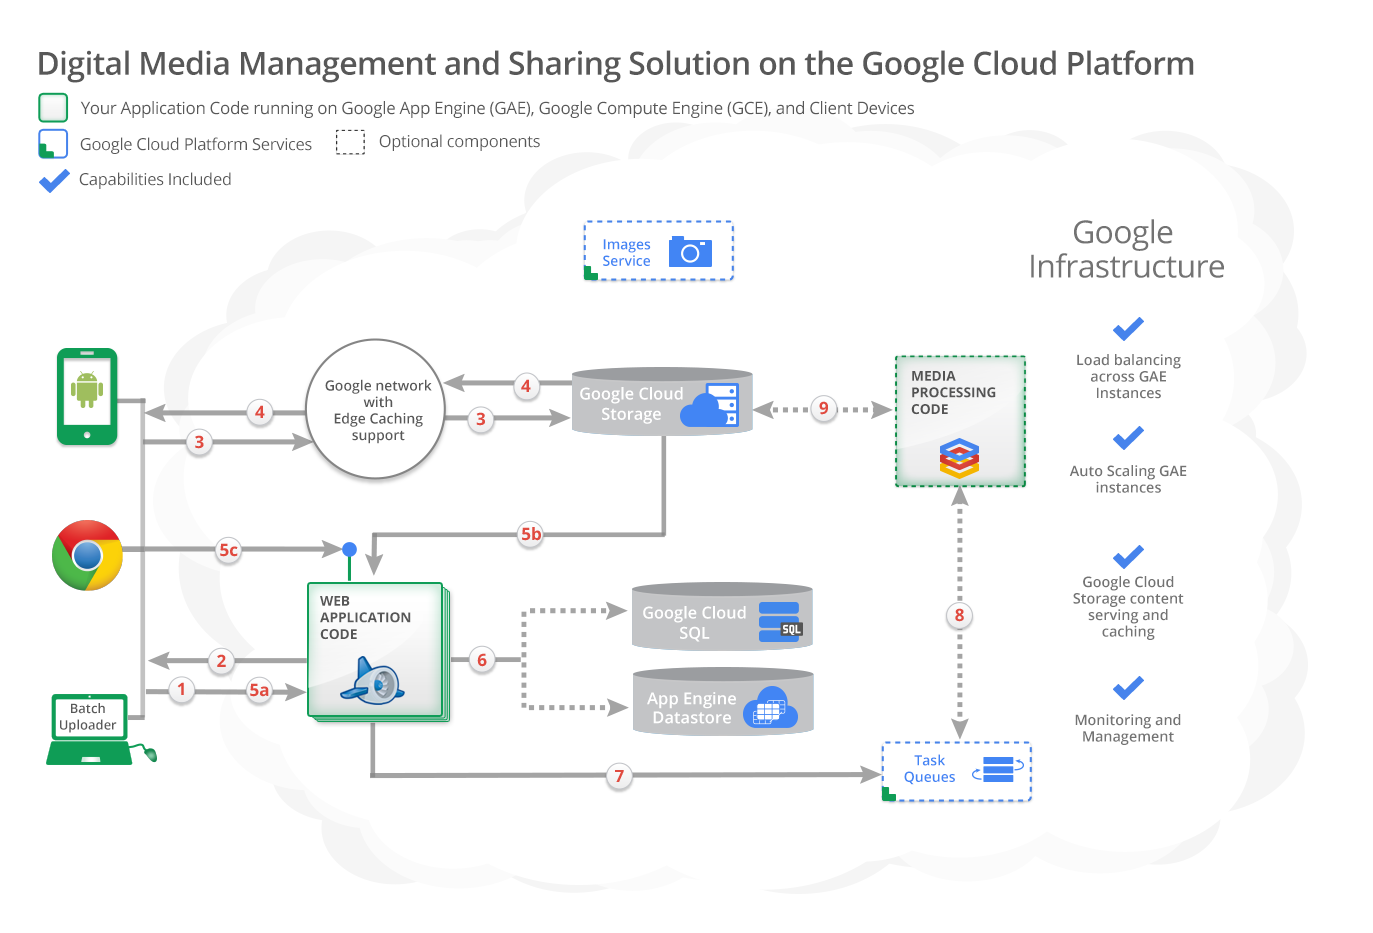 Digital Media Management and Sharing Solution on the Google Cloud Platform
Your Application Code running on Google App Engine (GAE), Google Compute Engine (GCE), and Client Devices
Google Cloud Platform Services
Optional components
Capabilities Included
Images
Service
Google
Infrastructure
Load balancing
across GAE
Instances
Auto Scaling GAE
instances
Google Cloud
Storage content
serving and
caching
Monitoring and
Management
Google network
with
Edge Caching
support
4
3
4
3
Google Cloud
Storage
9
MEDIA
PROCESSING
CODE
5c
5b
WEB
APPLICATION
CODE
2
1
5a
6
Google Cloud
SQL
SQL
App Engine
Datastore
8
Batch
Uploader
7
Task
Queues